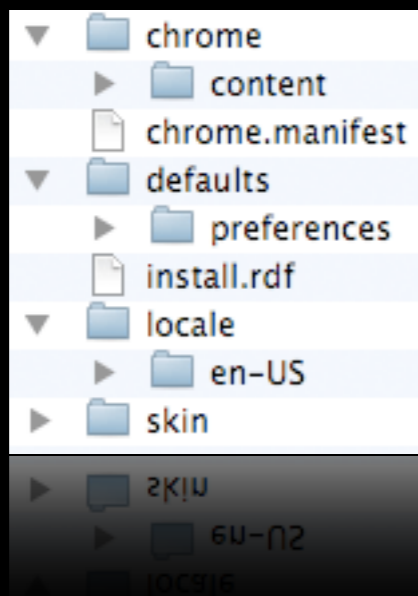 chrome
content
chrome.manifest
defaults
preferences
install.rdf
locale
en-US
skin